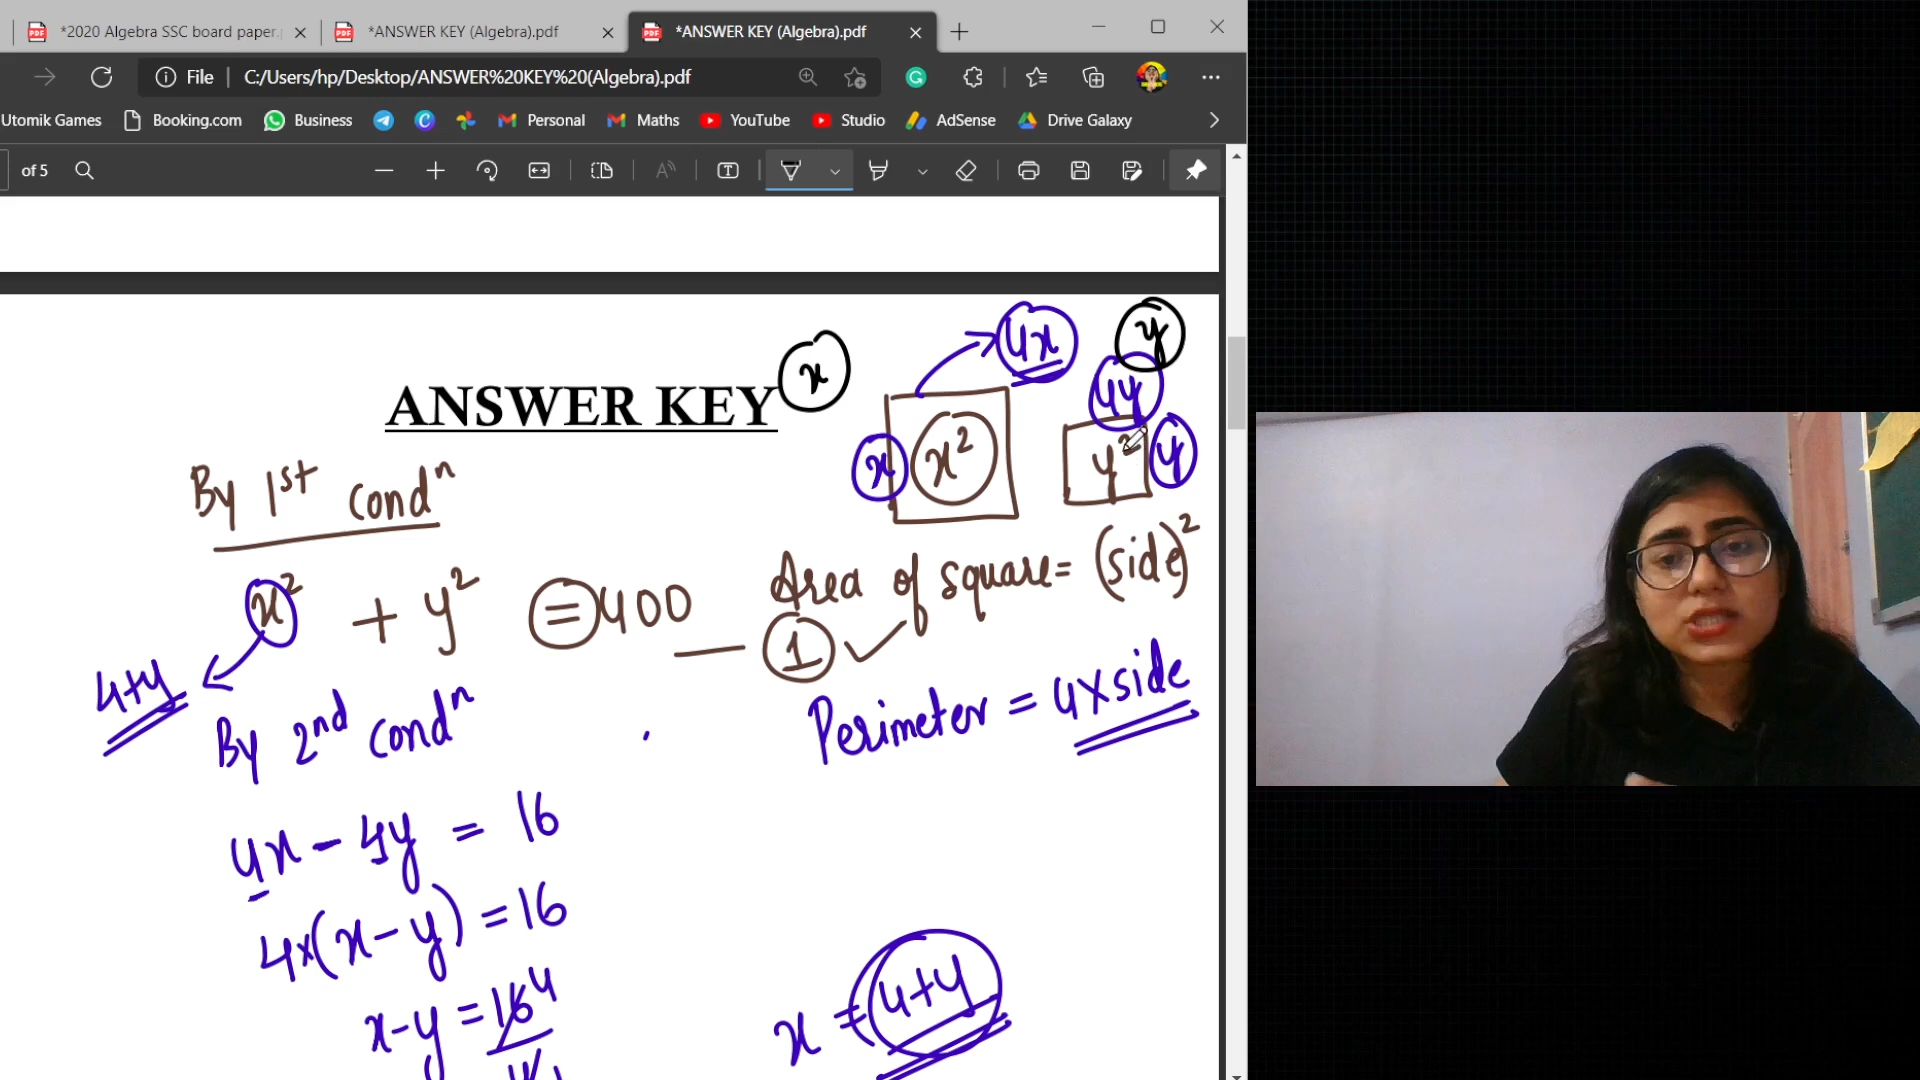 *2020 Algebra SSC board paper.p
*ANSWER KEY (Algebra).pdf
*ANSWER KEY (Algebra).pdf
File | C:/Users/hp/Desktop/ANSWER%20KEY%20(Algebra).pdf
Utomik Games Booking.com Business Personal Maths YouTube Studio AdSense Drive Galaxy
of 5
4x
y
x
4y
ANSWER KEY
x x² y² y
By 1st condⁿ
Area of square = (side)²
x² + y² = 400 — 1 ✓
4+y
Perimeter = 4×side
By 2nd condⁿ
4x - 4y = 16
4×(x-y) = 16
x-y = 16 4
x = 4+y